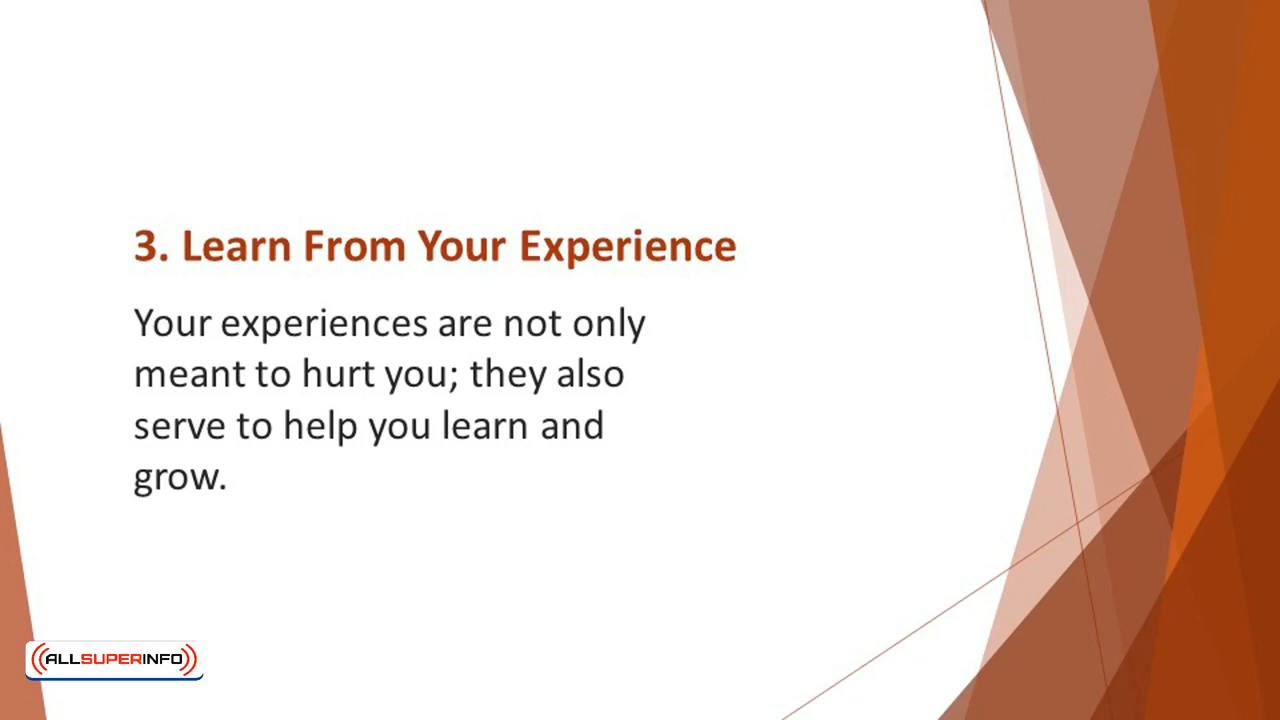 3. Learn From Your Experience
Your experiences are not only
meant to hurt you; they also
serve to help you learn and
grow.
ALLSUPERINFO